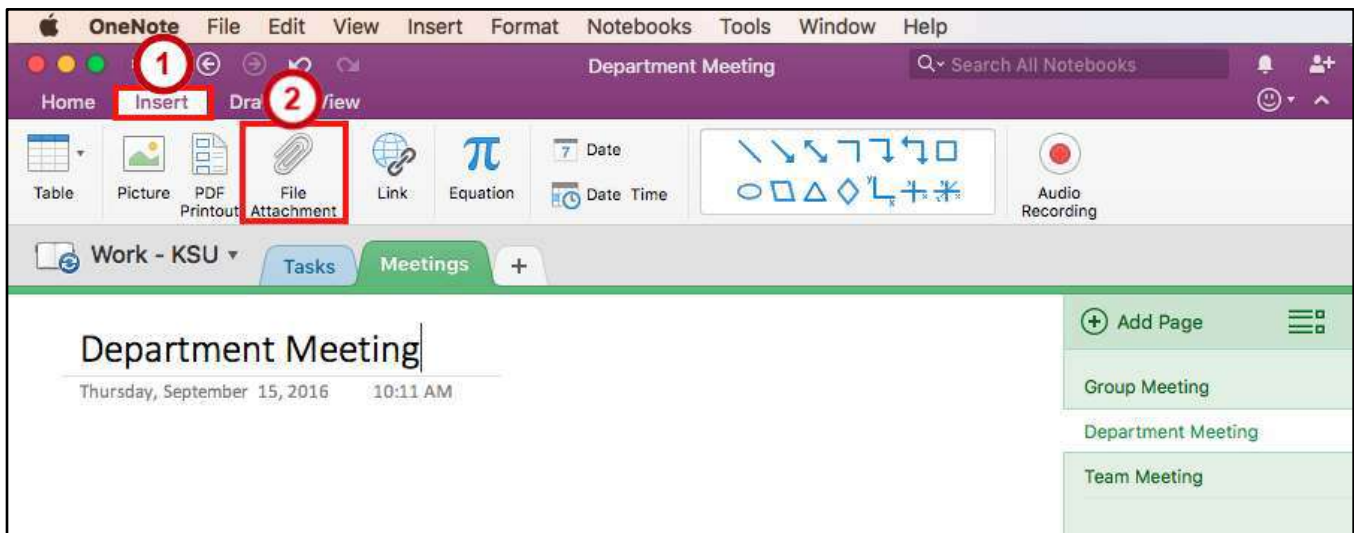 OneNote File Edit View Insert Format Notebooks Tools Window Help
1
Department Meeting Search All Notebooks
Home Insert Dra 2 View
Table Picture PDF Printout File Attachment Link Equation 7 Date Date Time Audio Recording
Work - KSU Tasks Meetings +
Department Meeting
Thursday, September 15, 2016 10:11 AM
Add Page
Group Meeting
Department Meeting
Team Meeting